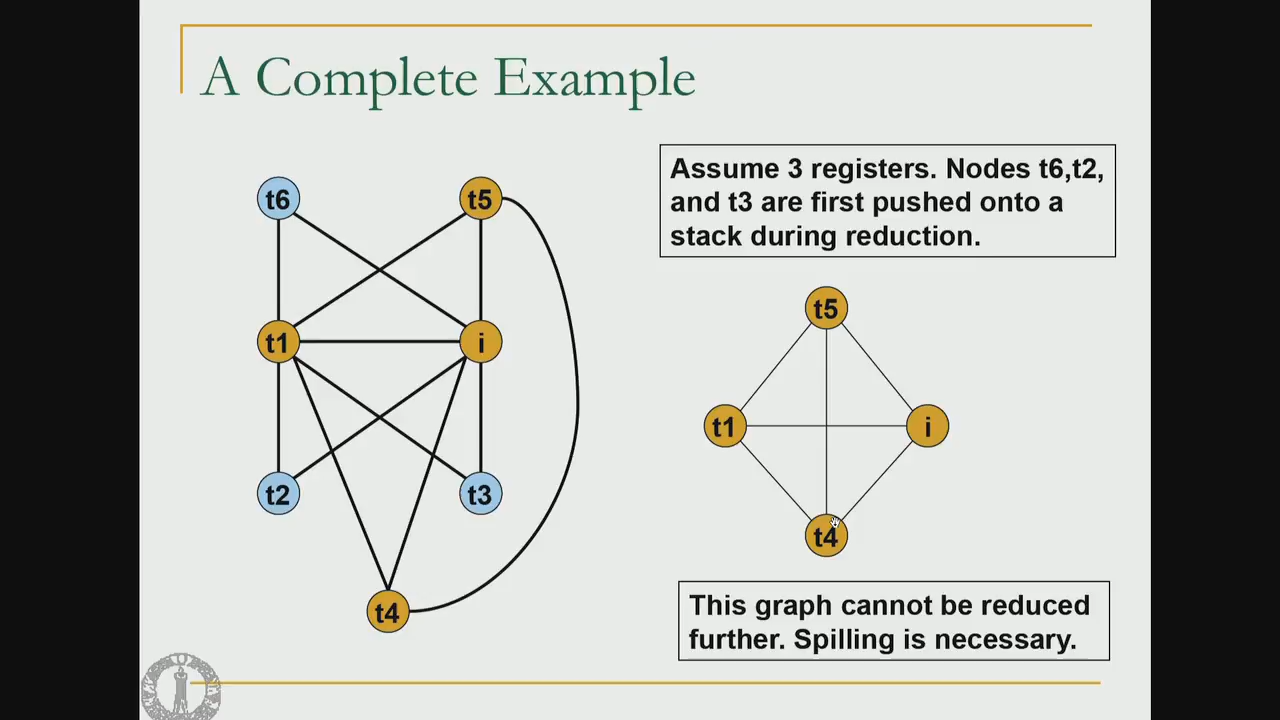 A Complete Example
Assume 3 registers. Nodes t6,t2,
and t3 are first pushed onto a
stack during reduction.
t6
t5
t1
i
t2
t3
t4
t5
t1
i
t4
This graph cannot be reduced
further. Spilling is necessary.